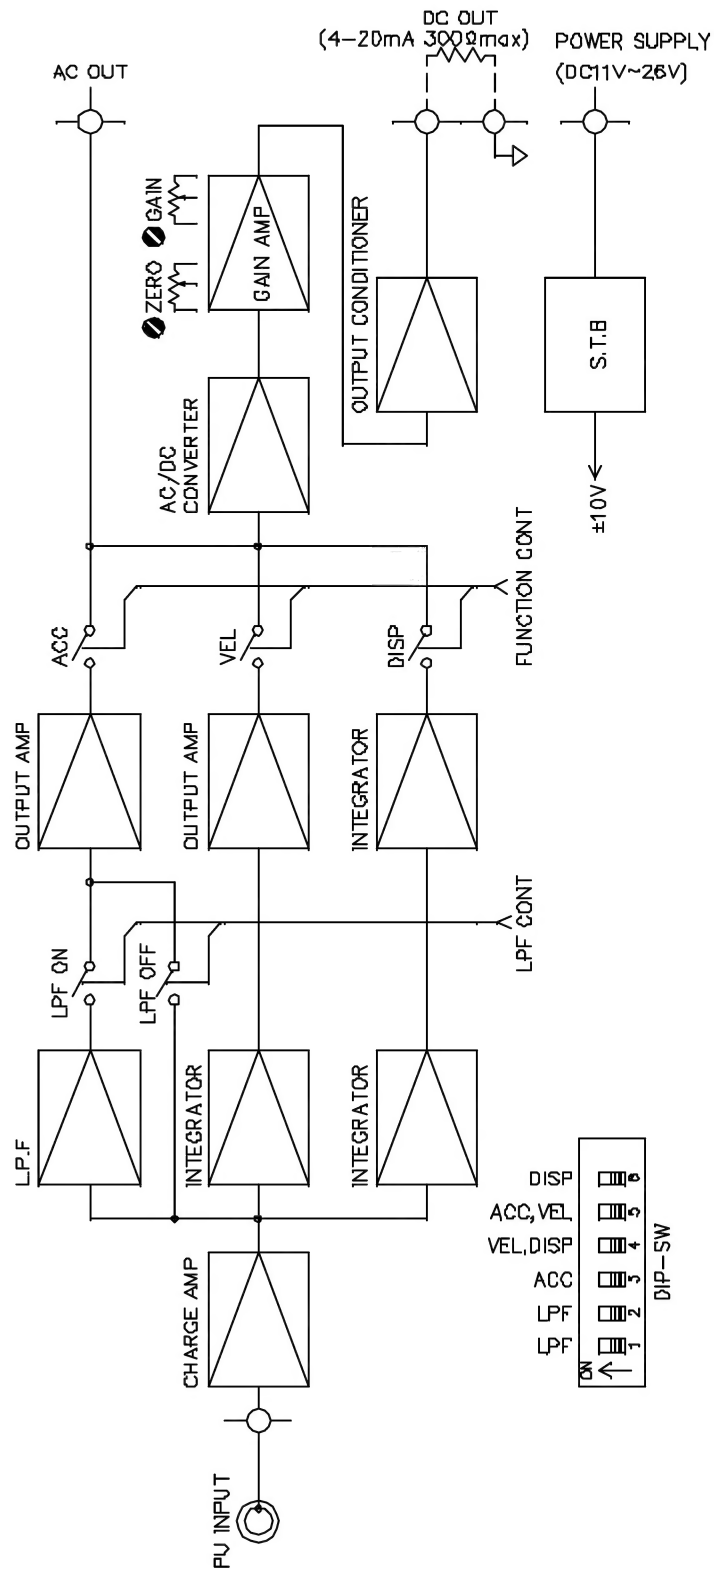 DC OUT
(4-20mA 300Ωmax)
POWER SUPPLY
(DC11V~26V)
AC OUT
GAIN
ZERO
GAIN AMP
OUTPUT CONDITIONER
S.T.B
AC/DC
CONVERTER
±10V
FUNCTION CONT
ACC
VEL
DISP
OUTPUT AMP
OUTPUT AMP
INTEGRATOR
LPF CONT
LPF ON
LPF OFF
L.P.F
INTEGRATOR
INTEGRATOR
DISP 6
ACC,VEL 5
VEL,DISP 4
ACC 3
LPF 2
LPF 1
ON
DIP-SW
CHARGE AMP
PU INPUT